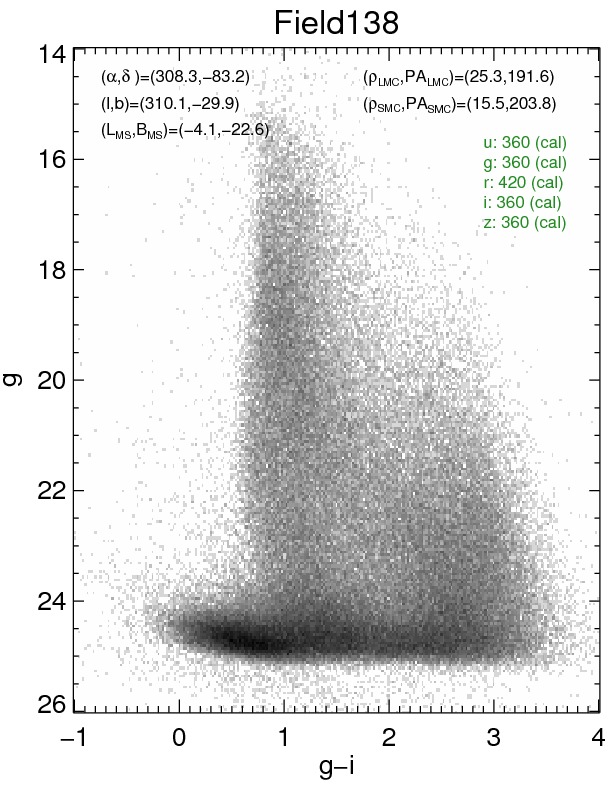 Field138
(α,δ )=(308.3,−83.2)
(l,b)=(310.1,−29.9)
(LMS,BMS)=(−4.1,−22.6)
(ρLMC,PALMC)=(25.3,191.6)
(ρSMC,PASMC)=(15.5,203.8)
u: 360 (cal)
g: 360 (cal)
r: 420 (cal)
i: 360 (cal)
z: 360 (cal)
g
14
16
18
20
22
24
26
−1 0 1 2 3 4
g−i